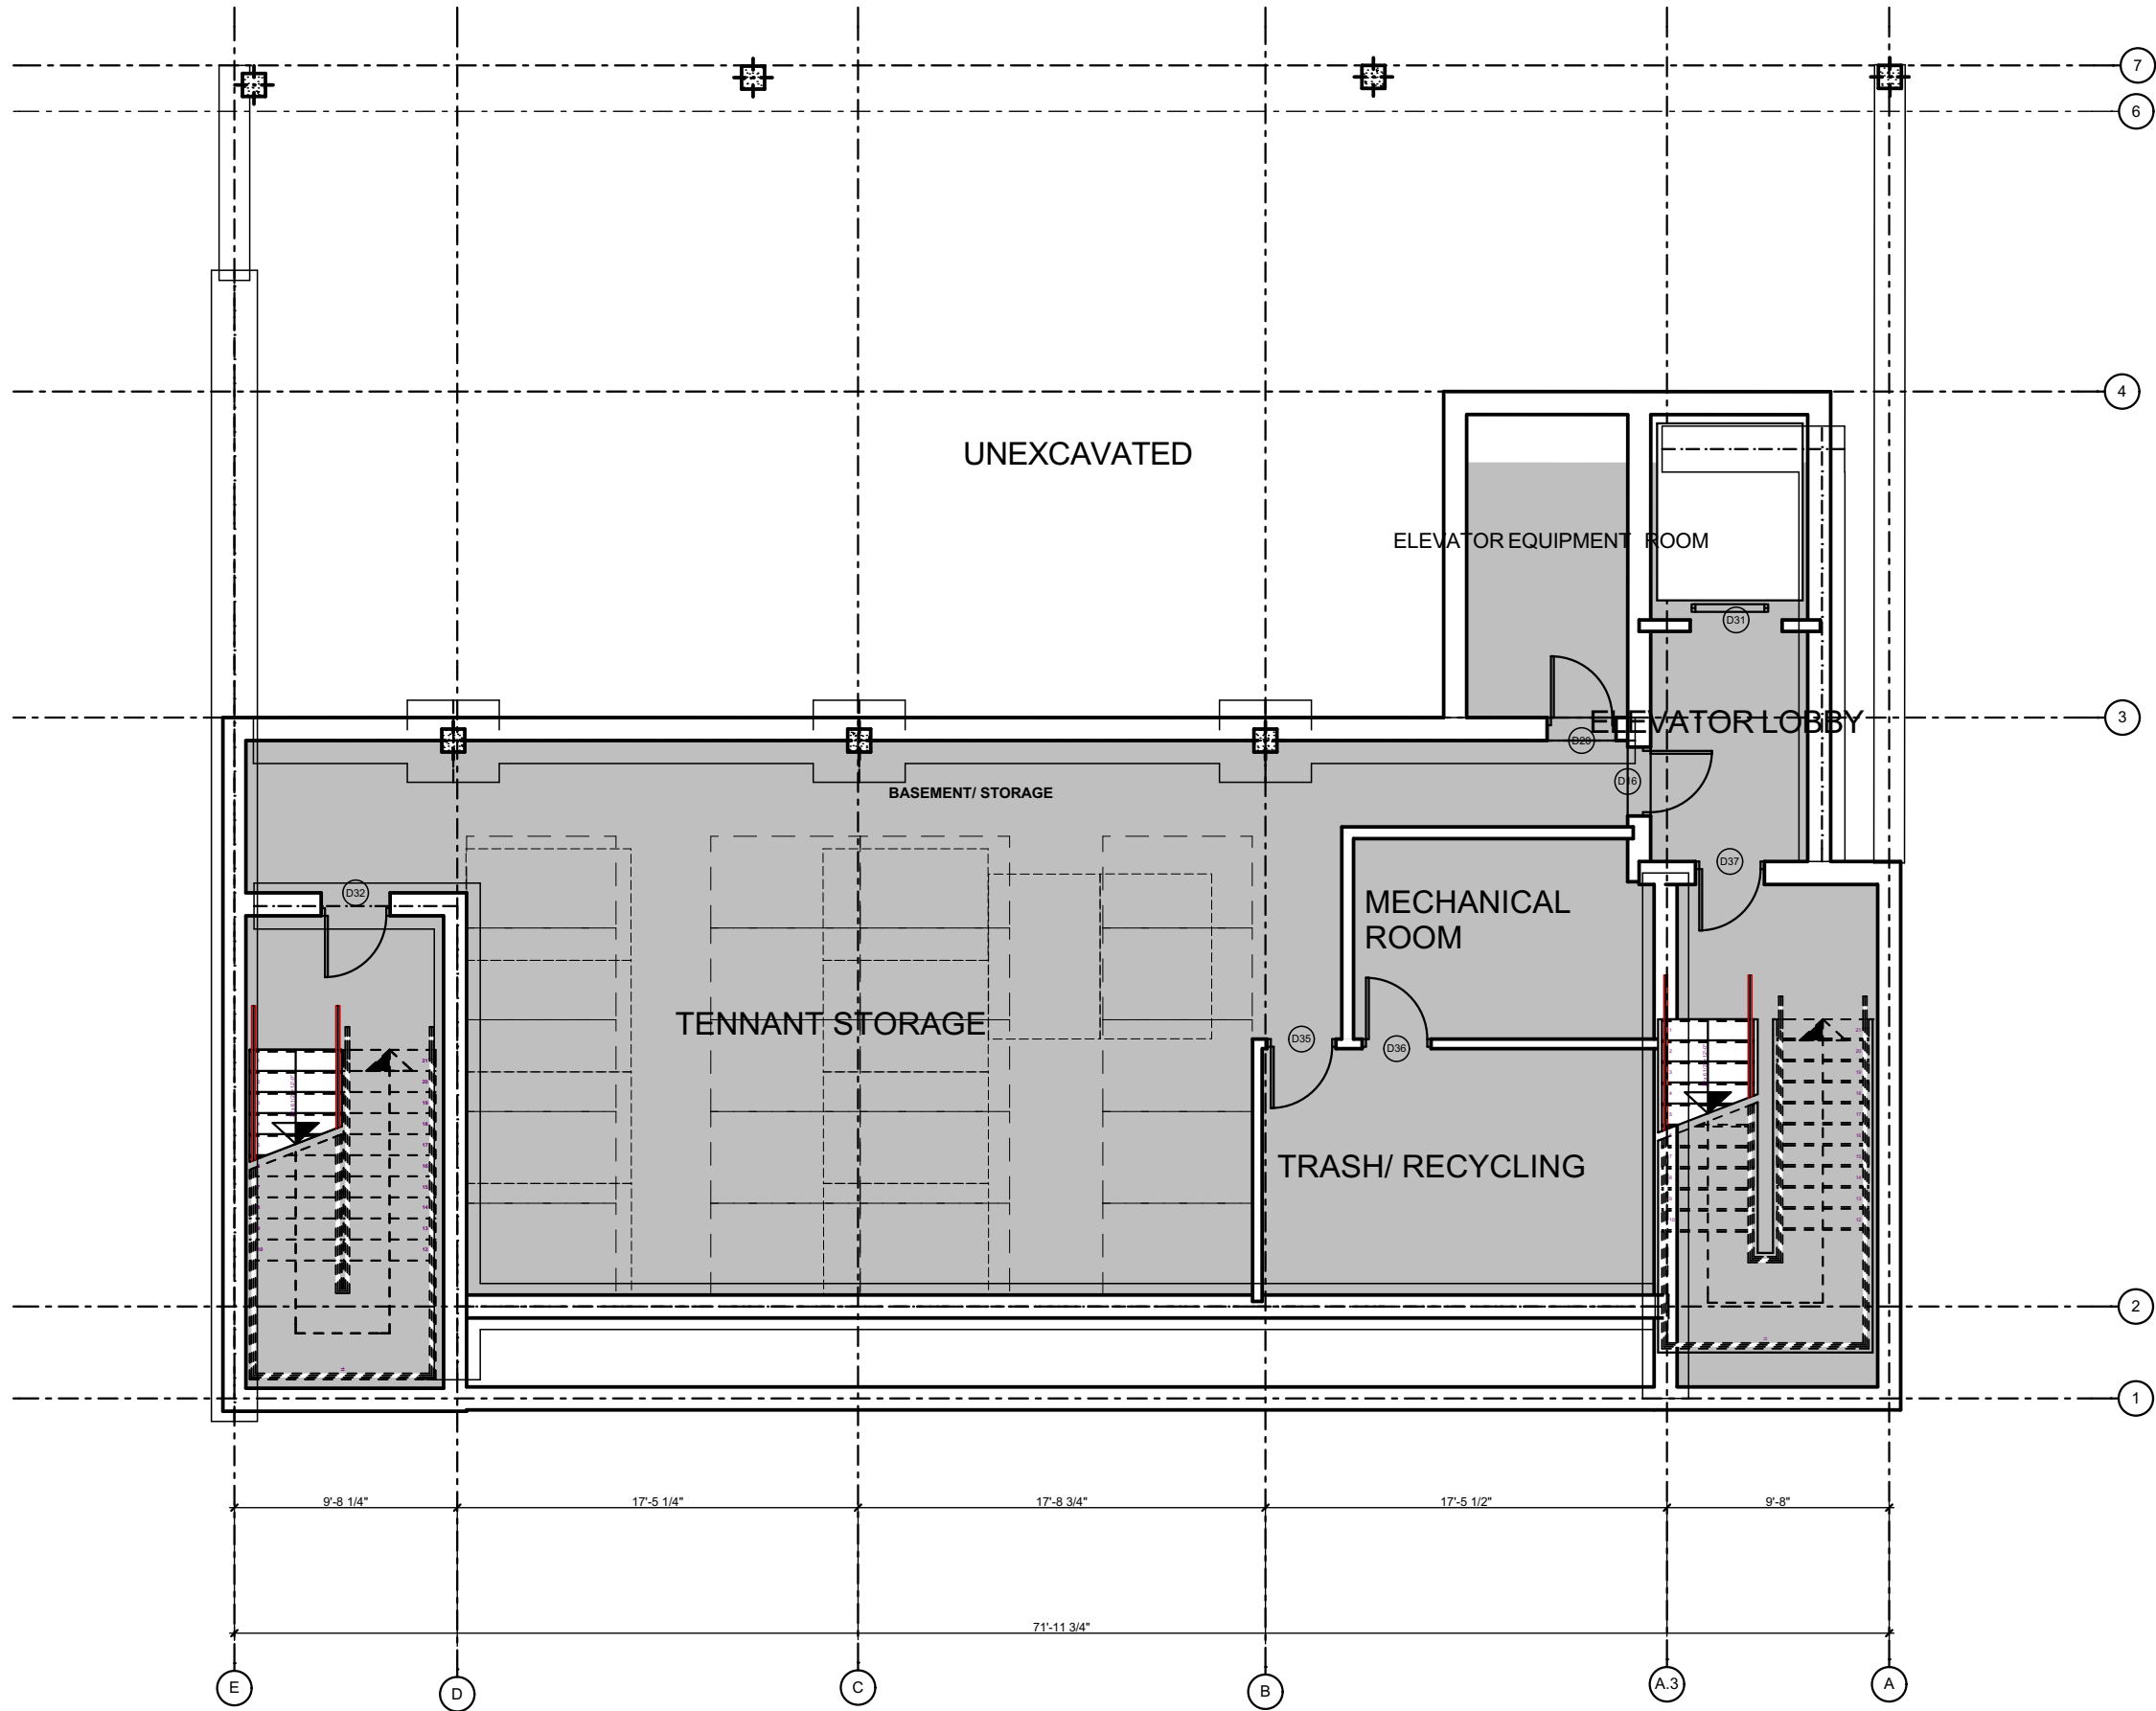 7
6
4
UNEXCAVATED
ELEVATOR EQUIPMENT ROOM
D31
3
ELEVATOR LOBBY
D20
D16
BASEMENT/ STORAGE
D37
D32
MECHANICAL
ROOM
TENNANT STORAGE
D35
D36
TRASH/ RECYCLING
2
1
9'-8 1/4"
17'-5 1/4"
17'-8 3/4"
17'-5 1/2"
9'-8"
71'-11 3/4"
E
D
C
B
A.3
A